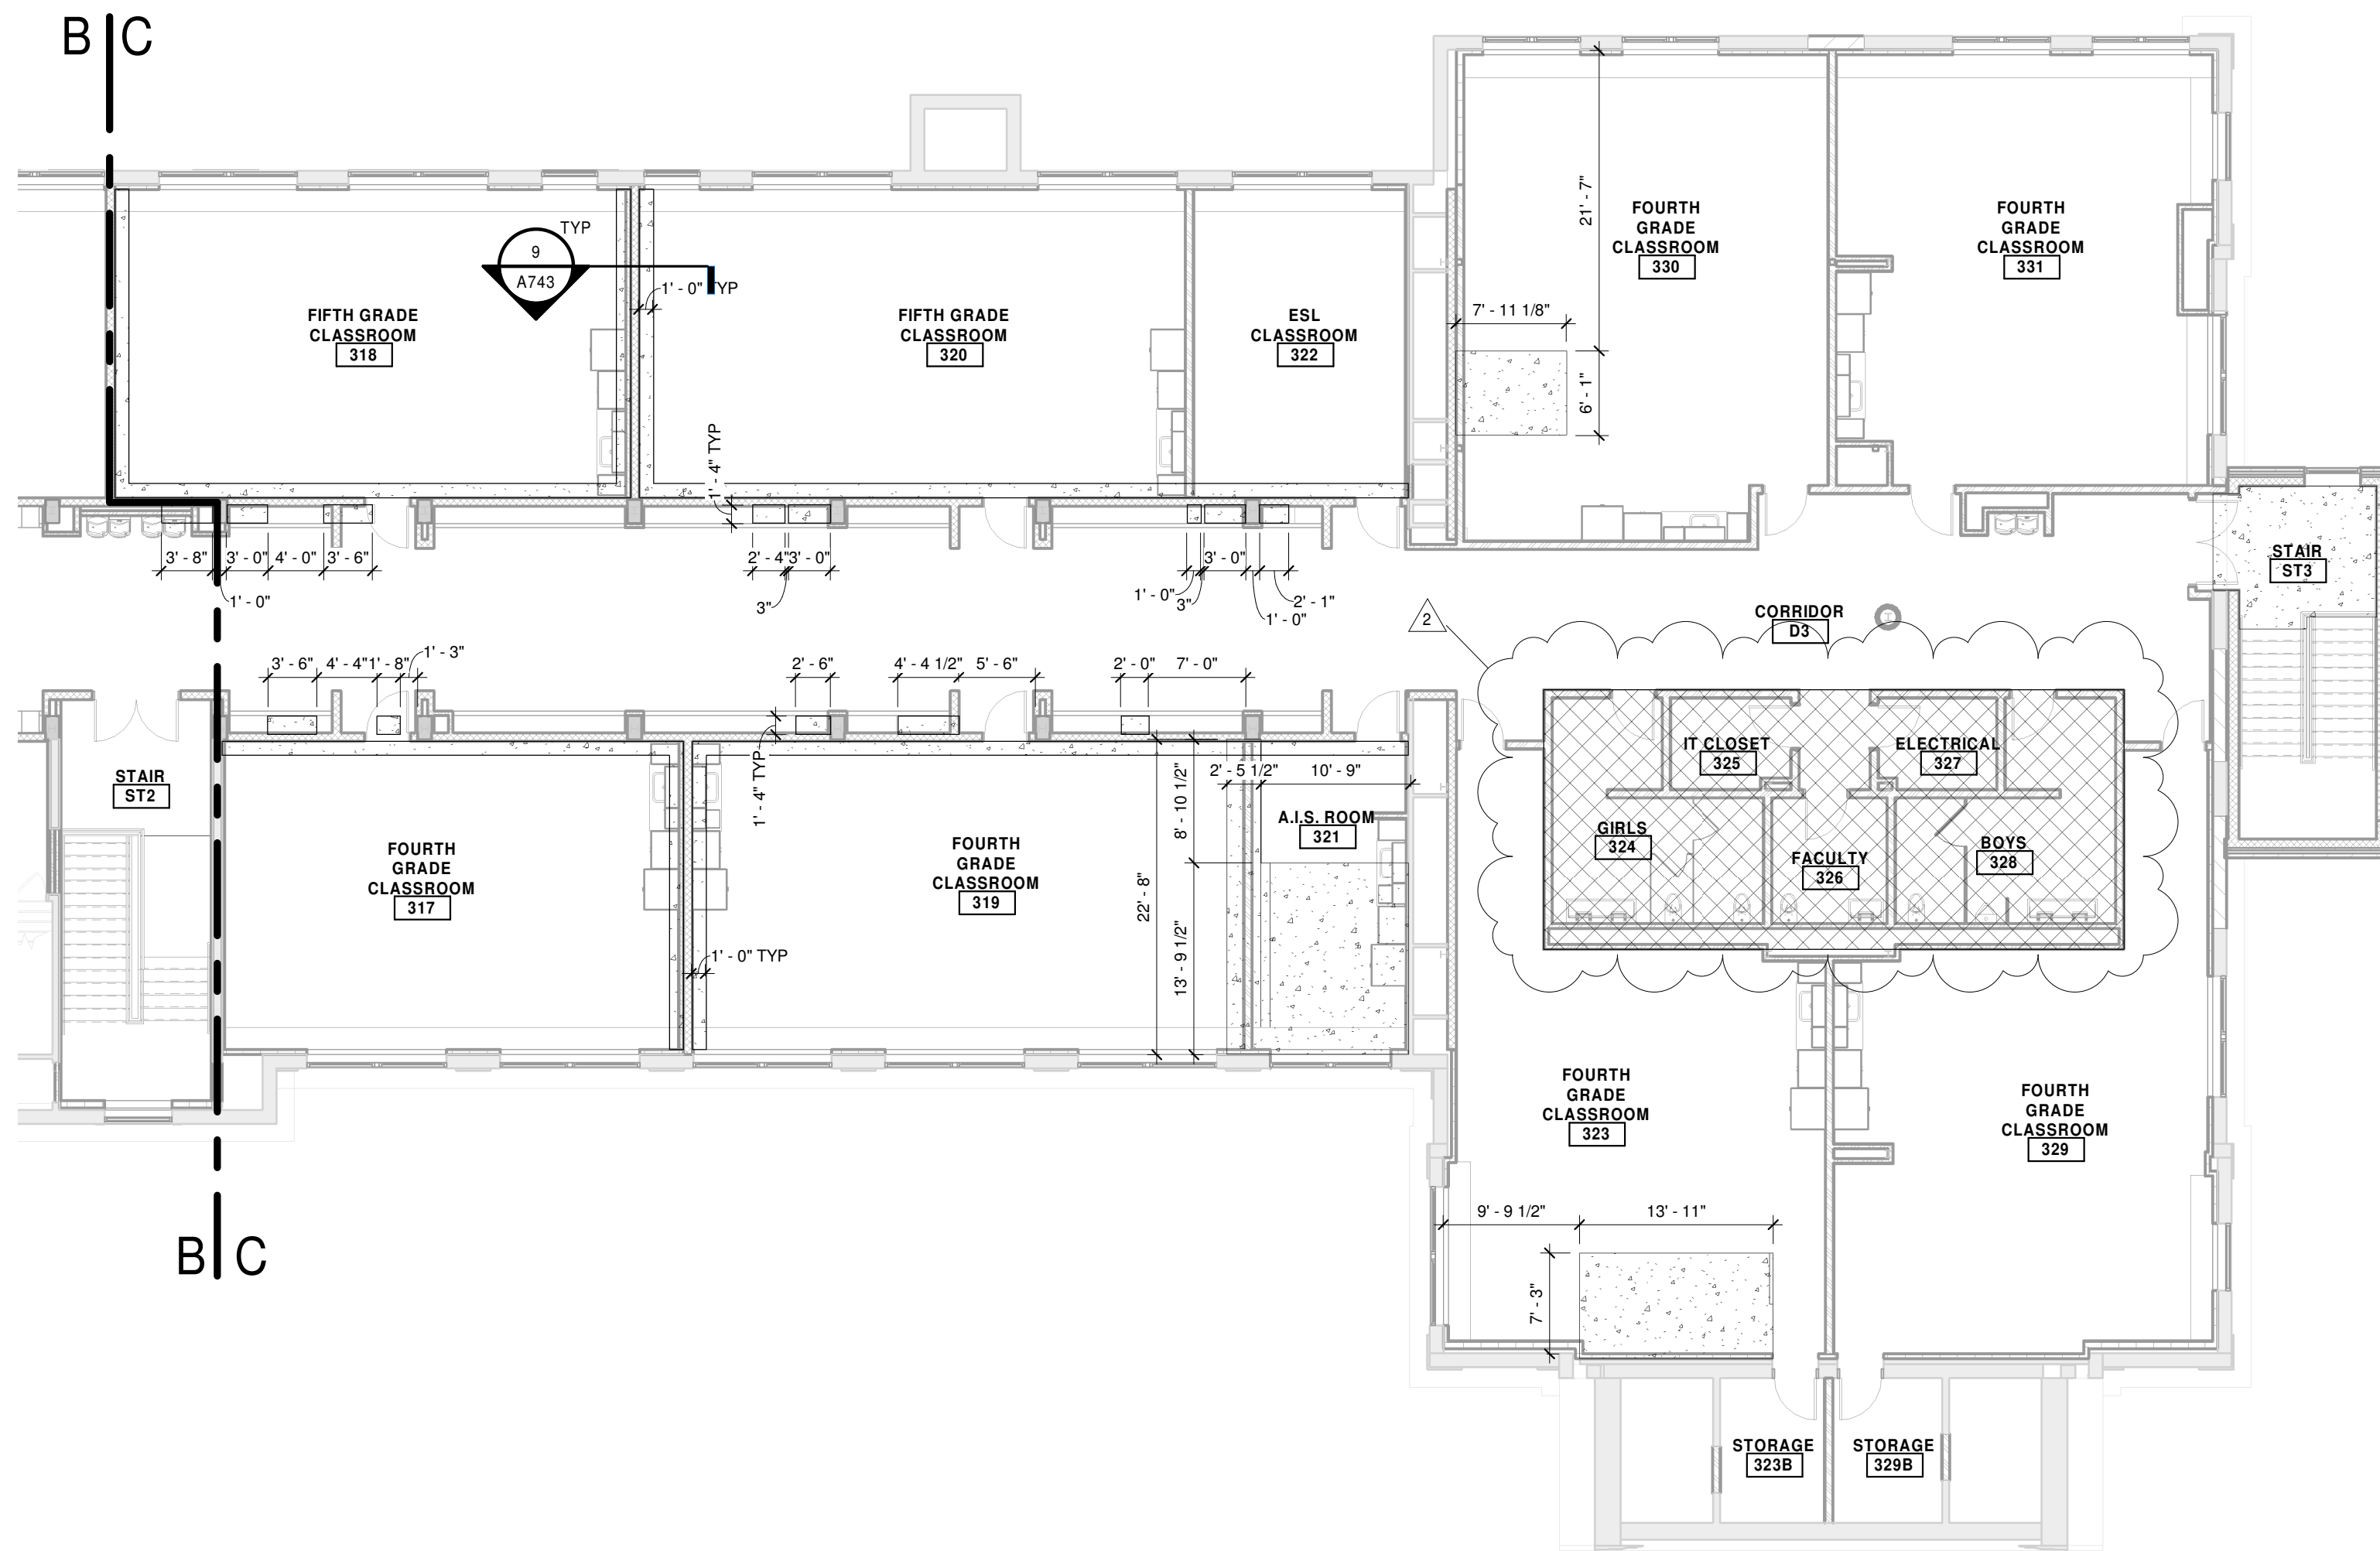 B C
TYP
9
A743
1' - 0" TYP
FIFTH GRADE
CLASSROOM
318
FIFTH GRADE
CLASSROOM
320
ESL
CLASSROOM
322
FOURTH
GRADE
CLASSROOM
330
FOURTH
GRADE
CLASSROOM
331
21' - 7"
7' - 11 1/8"
6' - 1"
1' - 4" TYP
3' - 8"
3' - 0"
4' - 0"
3' - 6"
1' - 0"
2' - 4"
3' - 0"
3"
3' - 0"
1' - 0"
3"
2' - 1"
1' - 0"
STAIR
ST3
CORRIDOR
D3
2
3' - 6"
4' - 4"
1' - 8"
1' - 3"
2' - 6"
4' - 4 1/2"
5' - 6"
2' - 0"
7' - 0"
STAIR
ST2
1' - 4" TYP
2' - 5 1/2"
10' - 9"
8' - 10 1/2"
22' - 8"
13' - 9 1/2"
A.I.S. ROOM
321
FOURTH
GRADE
CLASSROOM
317
FOURTH
GRADE
CLASSROOM
319
1' - 0" TYP
IT CLOSET
325
ELECTRICAL
327
GIRLS
324
FACULTY
326
BOYS
328
FOURTH
GRADE
CLASSROOM
323
FOURTH
GRADE
CLASSROOM
329
9' - 9 1/2"
13' - 11"
7' - 3"
B C
STORAGE
323B
STORAGE
329B